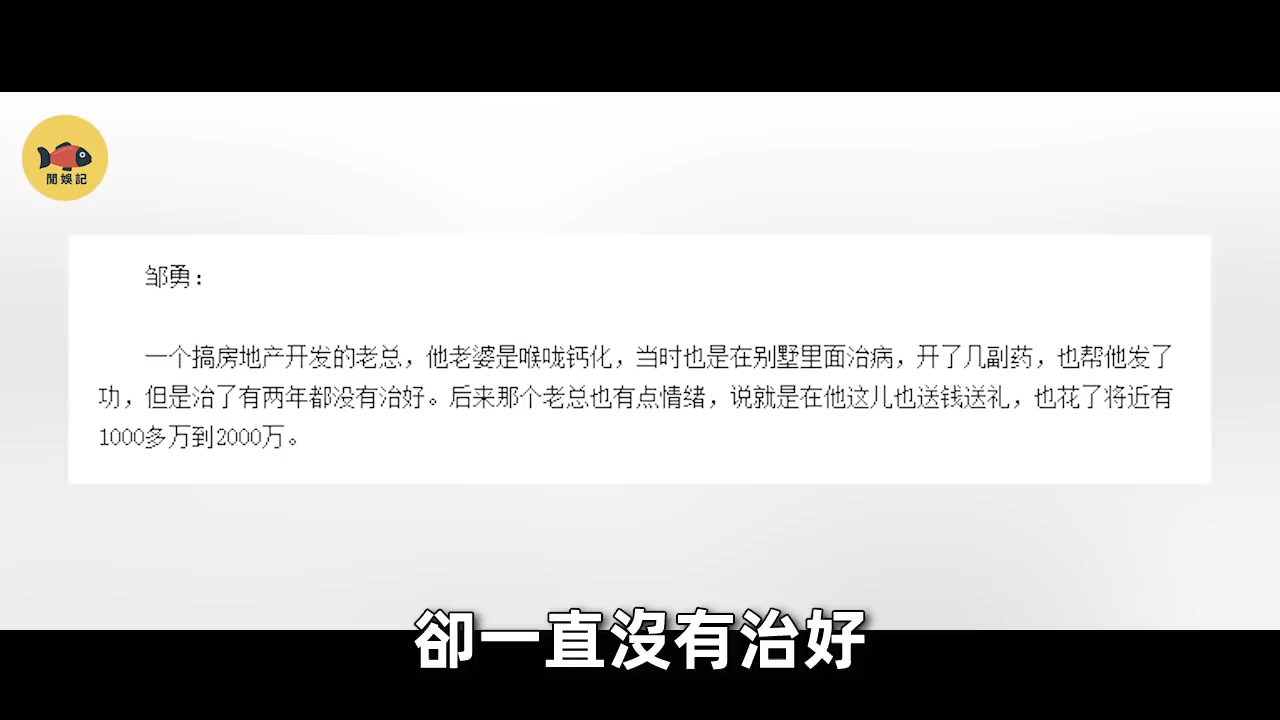 閒娛記
邹勇：
一个搞房地产开发的老总，他老婆是喉咙钙化，当时也是在别墅里面治病，开了几副药，也帮他发了
功，但是治了有两年都没有治好。后来那个老总也有点情绪，说就是在他这儿也送钱送礼，也花了将近有
1000多万到2000万。
卻一直沒有治好